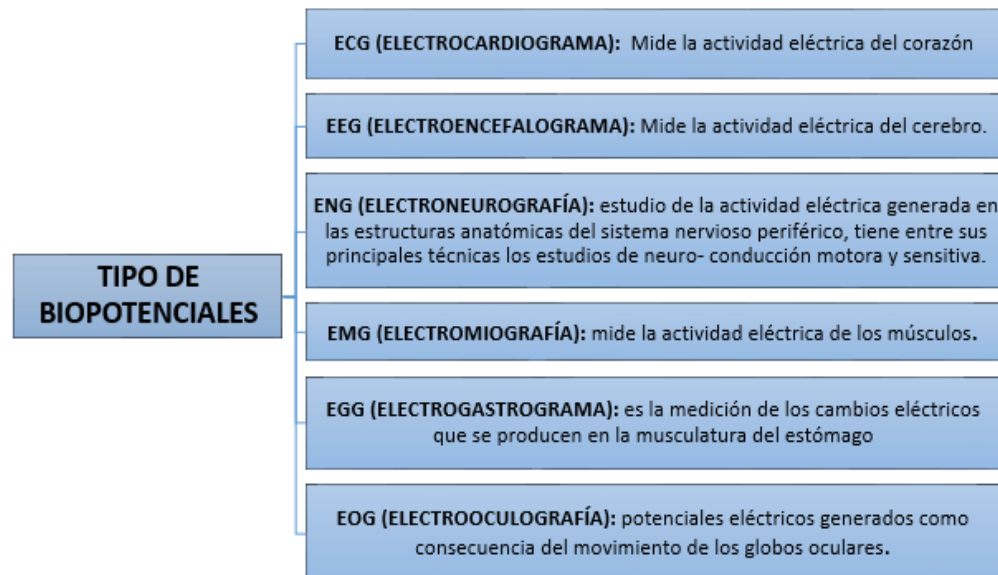 TIPO DE
BIOPOTENCIALES
ECG (ELECTROCARDIOGRAMA): Mide la actividad eléctrica del corazón
EEG (ELECTROENCEFALOGRAMA): Mide la actividad eléctrica del cerebro.
ENG (ELECTRONEUROGRAFÍA): estudio de la actividad eléctrica generada en
las estructuras anatómicas del sistema nervioso periférico, tiene entre sus
principales técnicas los estudios de neuro- conducción motora y sensitiva.
EMG (ELECTROMIOGRAFÍA): mide la actividad eléctrica de los músculos.
EGG (ELECTROGASTROGRAMA): es la medición de los cambios eléctricos
que se producen en la musculatura del estómago
EOG (ELECTROOCULOGRAFÍA): potenciales eléctricos generados como
consecuencia del movimiento de los globos oculares.